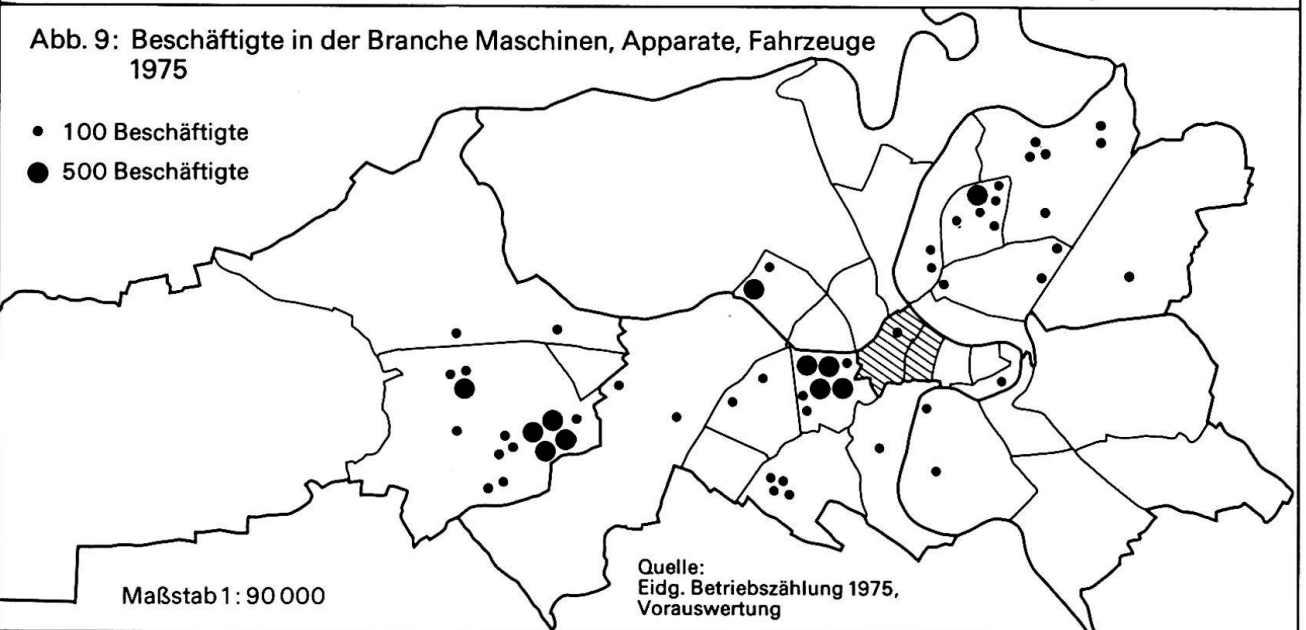 Abb. 9: Beschäftigte in der Branche Maschinen, Apparate, Fahrzeuge
1975
100 Beschäftigte
500 Beschäftigte
Maßstab 1: 90 000
Quelle:
Eidg. Betriebszählung 1975,
Vorauswertung